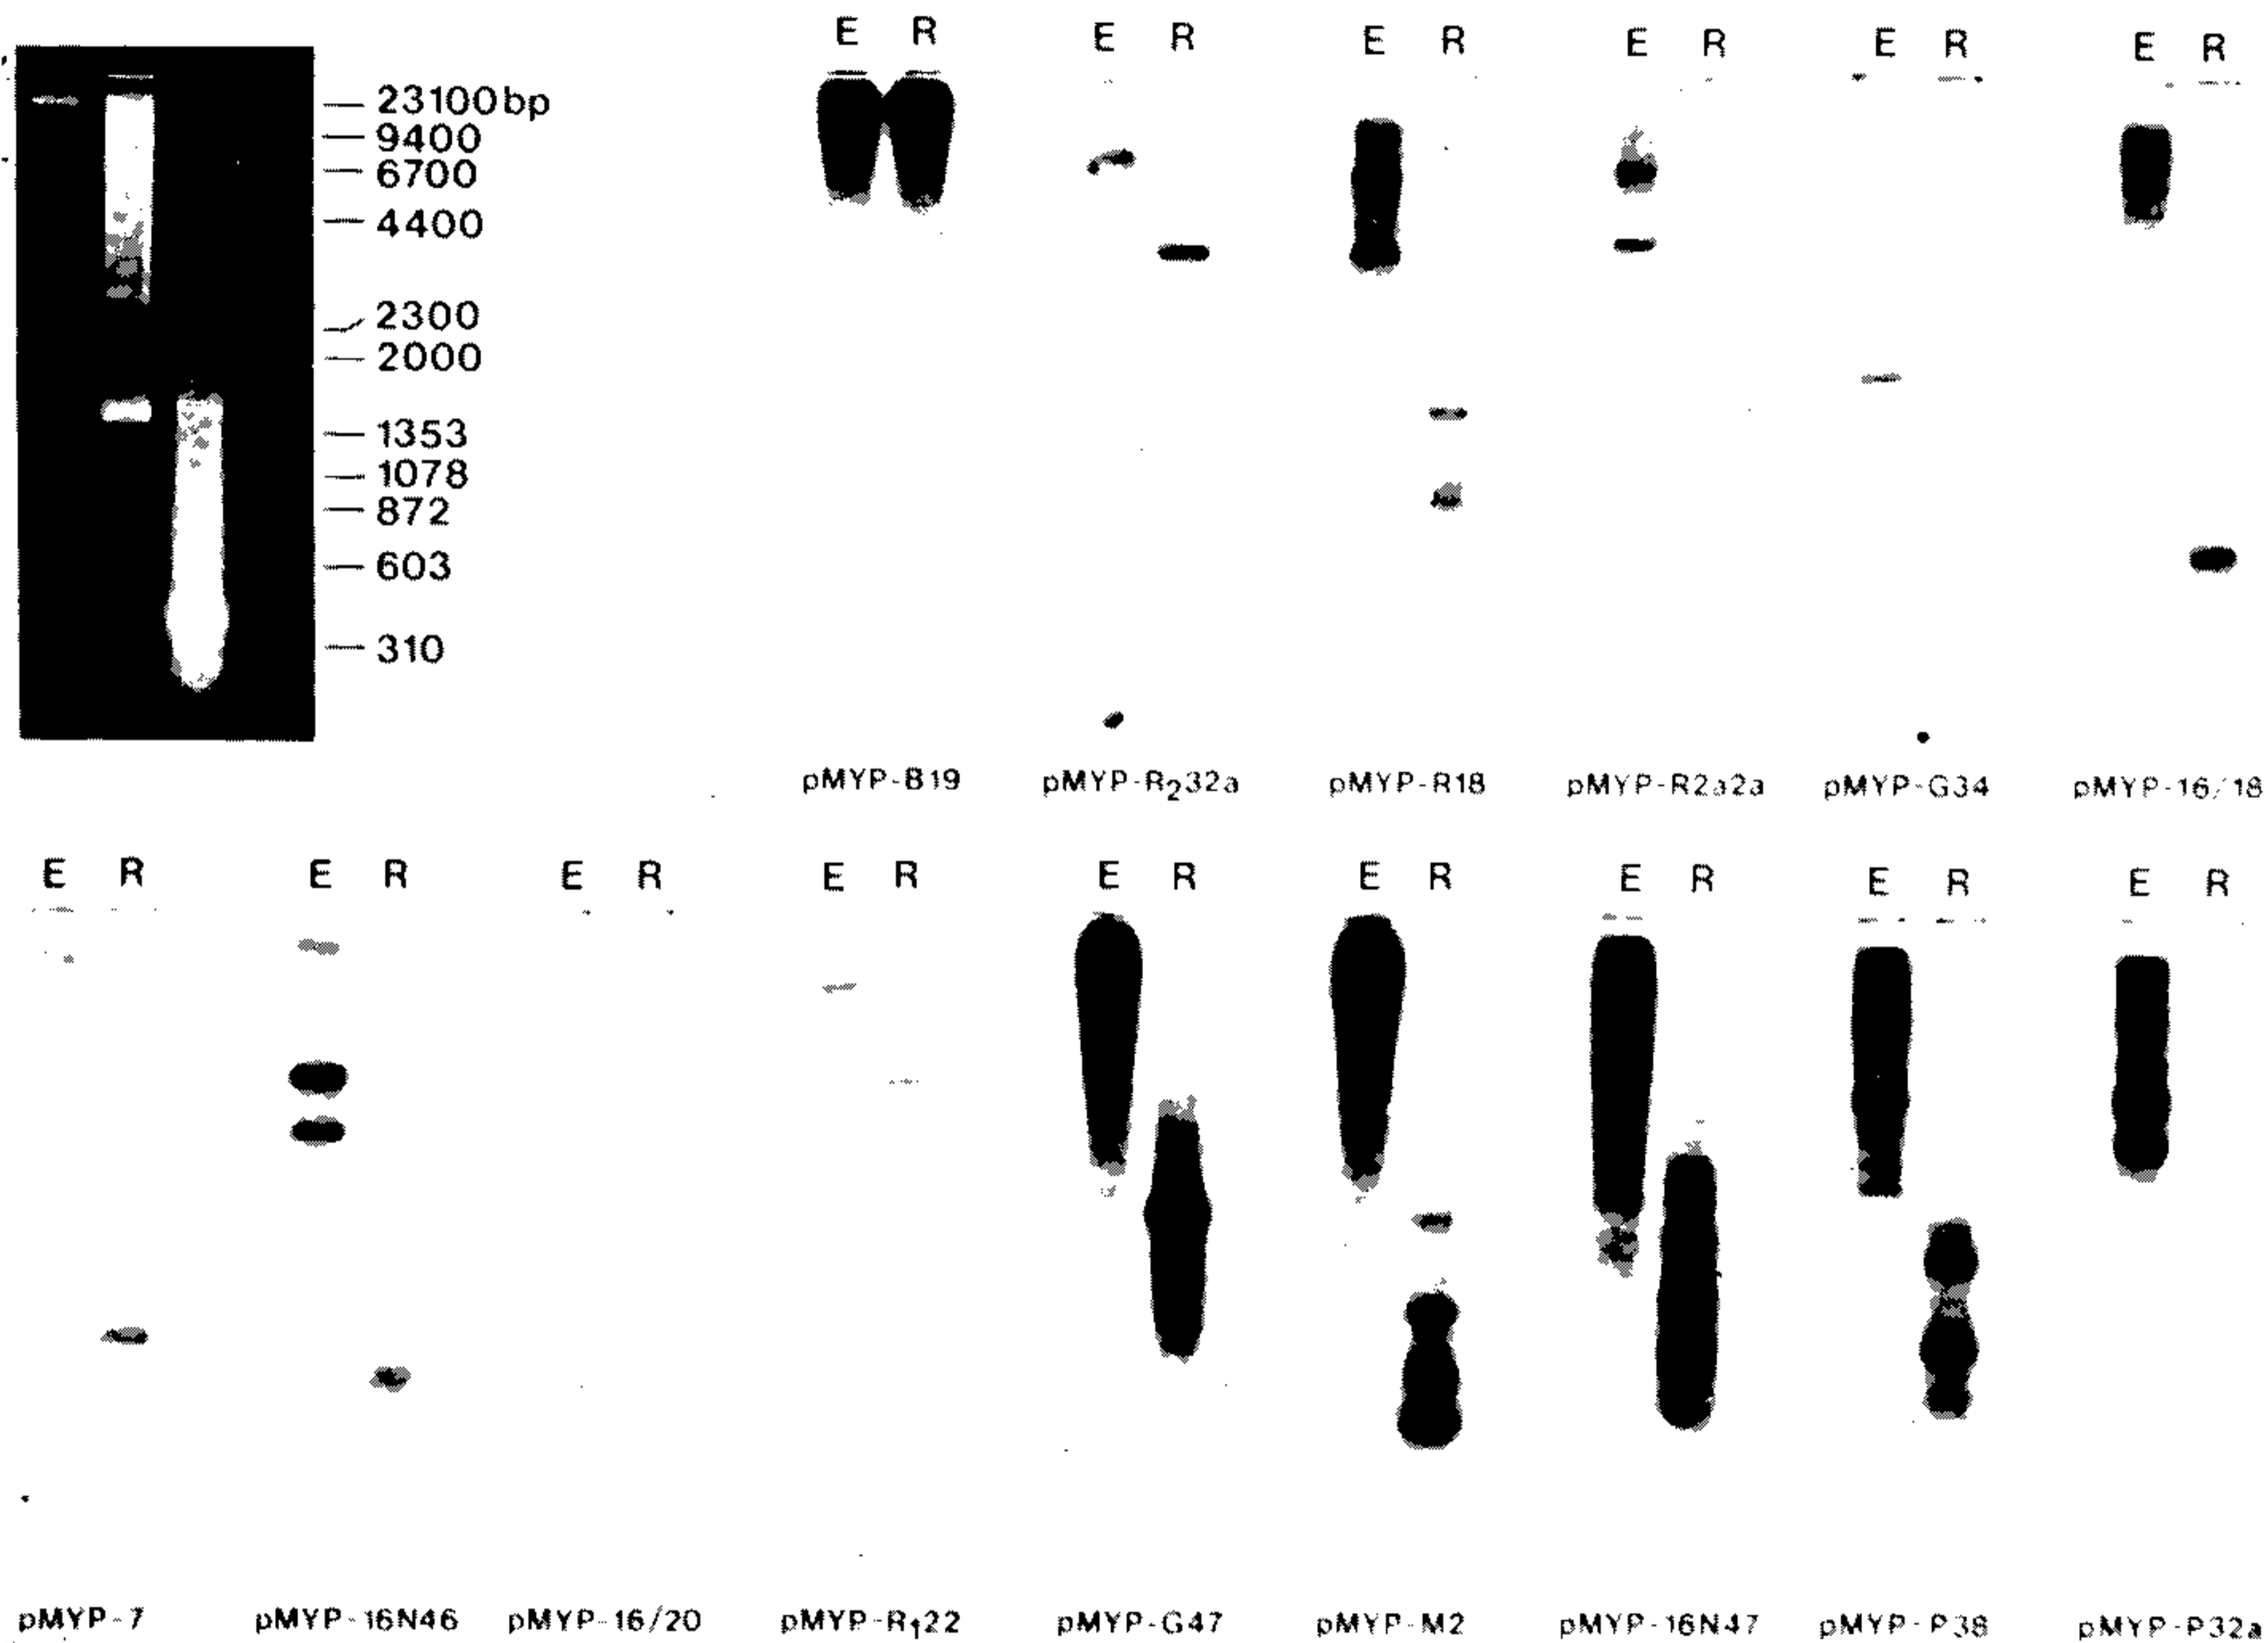 E R E R E R E R E R E R
23100bp
9400
6700
4400
2300
2000
1353
1078
872
603
310
pMYP-B19 pMYP-R₂32a pMYP-R18 pMYP-R2a2a pMYP-G34 pMYP-16/18
E R E R E R E R E R E R E R E R E R
pMYP-7 pMYP-16N46 pMYP-16/20 pMYP-R₁22 pMYP-G47 pMYP-M2 pMYP-16N47 pMYP-P38 pMYP-P32a